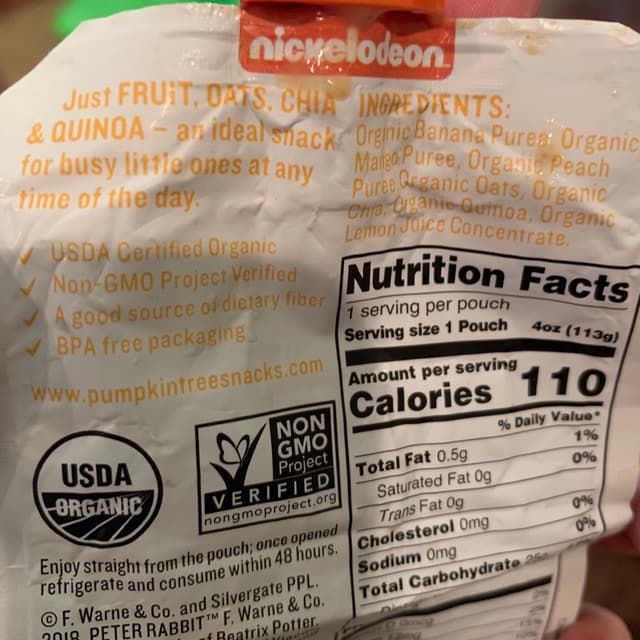 nickelodeon
Just FRUIT, OATS, CHIA
& QUINOA – an ideal snack
for busy little ones at any
time of the day.
✓ USDA Certified Organic
✓ Non-GMO Project Verified
✓ A good source of dietary fiber
✓ BPA free packaging
www.pumpkintreesnacks.com
USDA
ORGANIC
NON
GMO
Project
VERIFIED
nongmoproject.org
Enjoy straight from the pouch; once opened
refrigerate and consume within 48 hours.
© F. Warne & Co. and Silvergate PPL.
2018. PETER RABBIT™ F. Warne & Co.
of Beatrix Potter.
INGREDIENTS:
Organic Banana Puree, Organic
Mango Puree, Organic Peach
Puree, Organic Oats, Organic
Chia, Organic Quinoa, Organic
Lemon Juice Concentrate.
Nutrition Facts
1 serving per pouch
Serving size 1 Pouch 4oz (113g)
Amount per serving
Calories 110
% Daily Value*
Total Fat 0.5g 1%
Saturated Fat 0g 0%
Trans Fat 0g
Cholesterol 0mg 0%
Sodium 0mg 0%
Total Carbohydrate